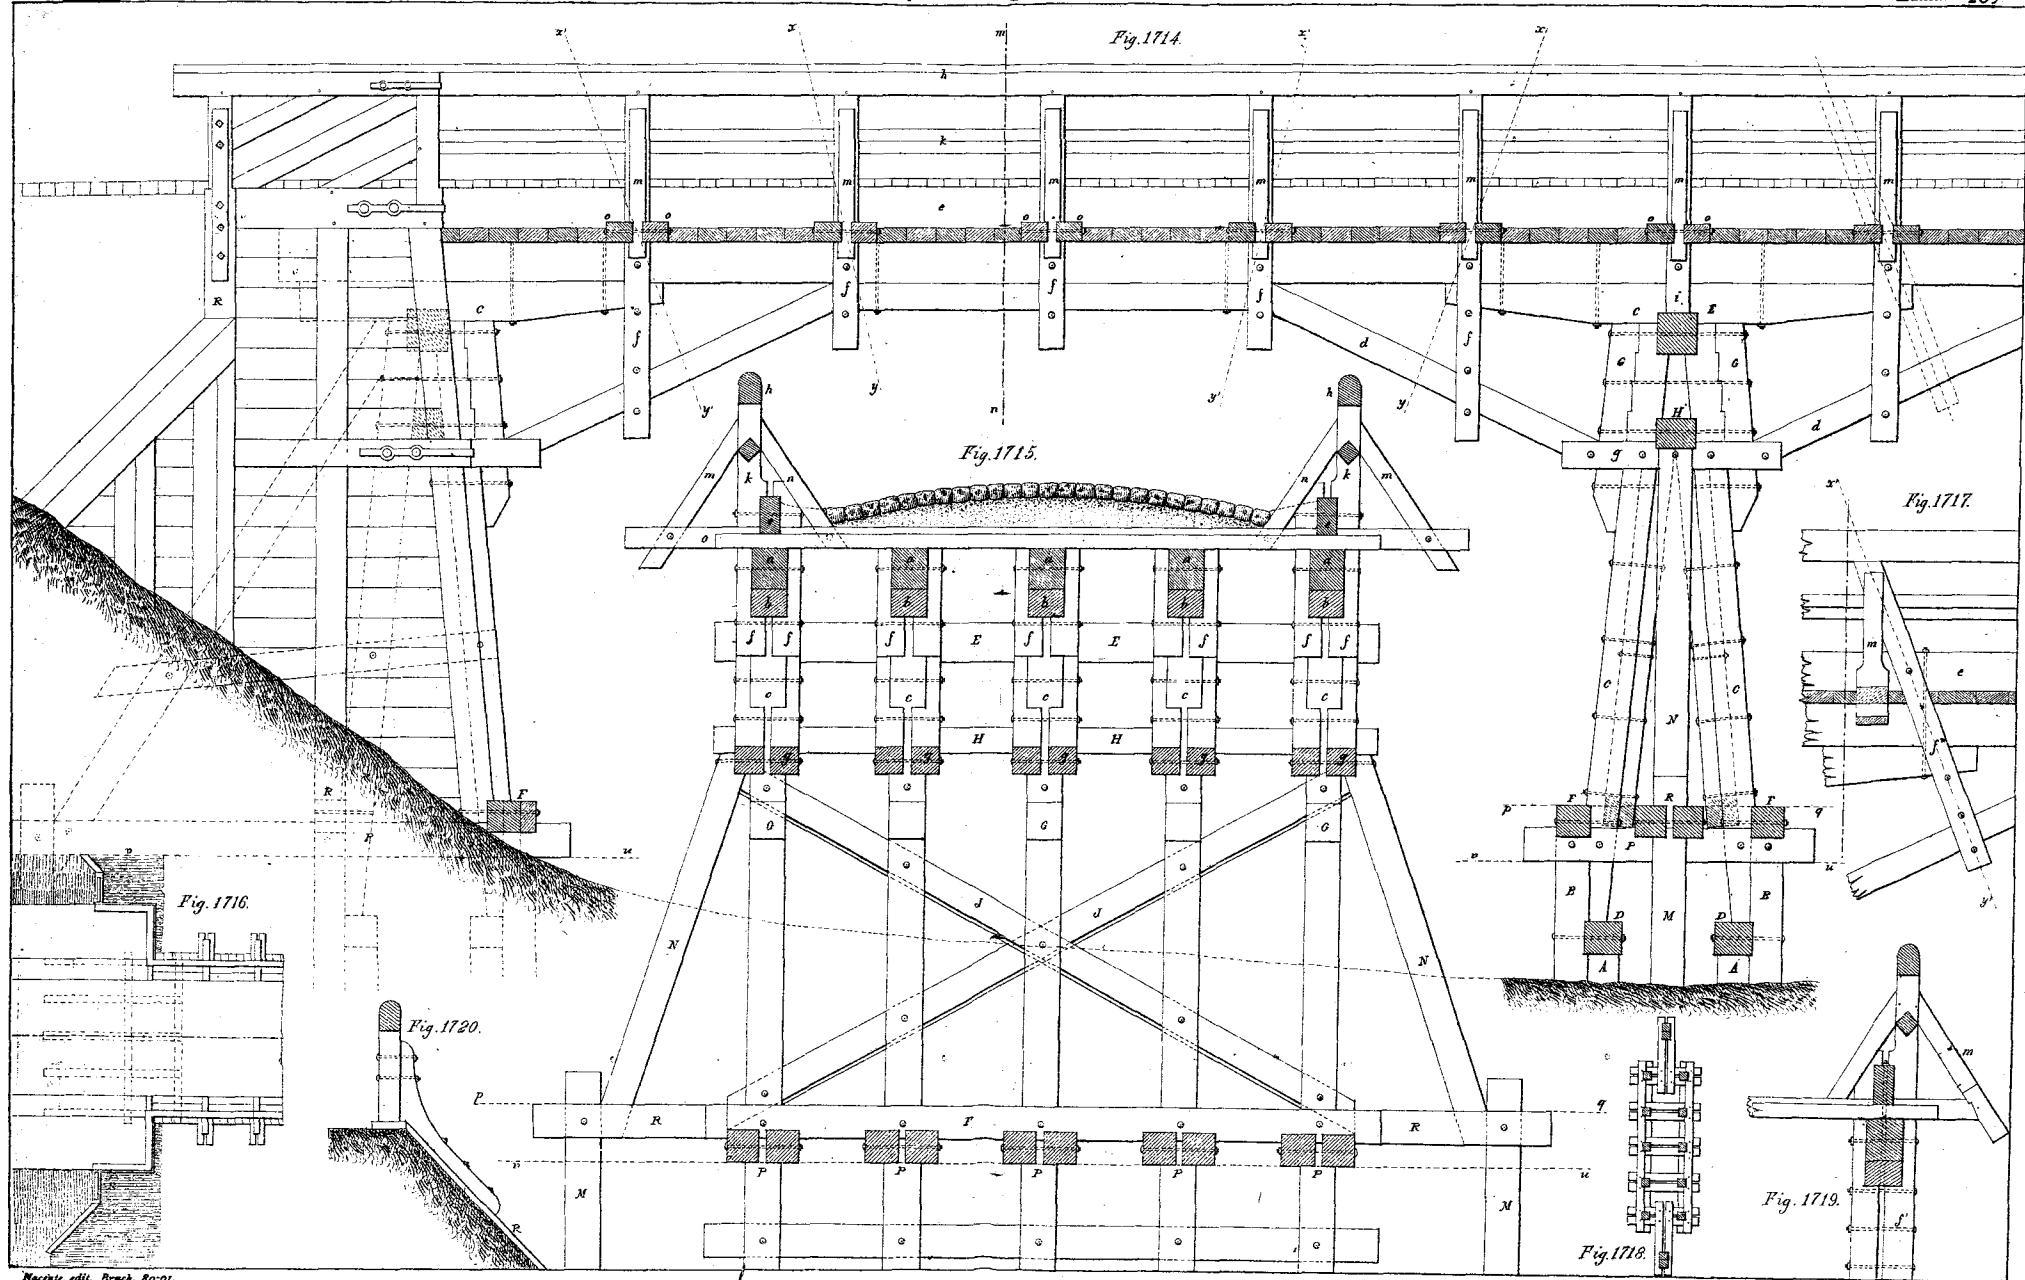 Fig. 1714.
Fig. 1715.
Fig. 1717.
Fig. 1716.
Fig. 1720.
Fig. 1719.
Fig. 1718.
x' x m x' x
h
k
m m m m m m m
e
o o o o o o
R C f f f f f i C E
y' y n y' y
d G G d
H
g
h h
m k n n k m
o
a a a a a
b b b b b
f f E f f f E f f f
c c c c c
H H
g g g g g
G G G
J J
N N
p q
R F R
P P P P P
u
M M
C C
N
F R F
p q
P
u
B M B
D D
A A
x'
m e
f
y'
R F
P
u
R
m
f'